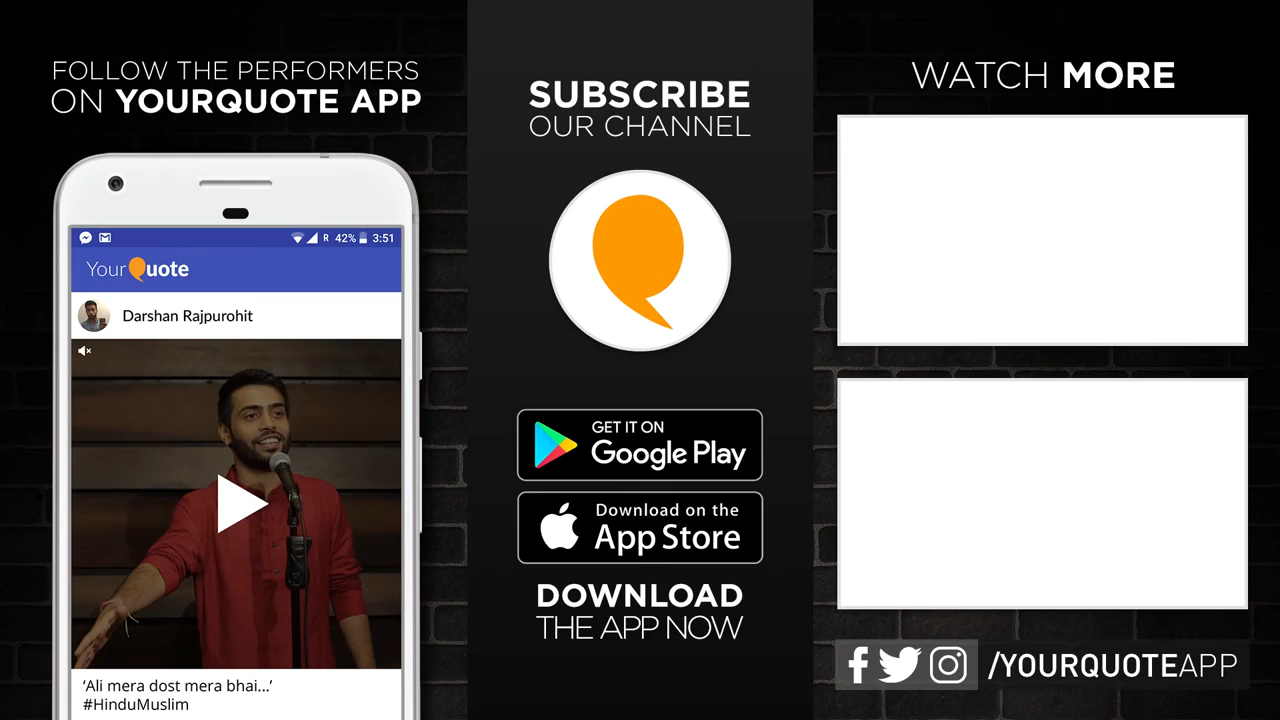 FOLLOW THE PERFORMERS
ON YOURQUOTE APP
R 42% 3:51
YourQuote
Darshan Rajpurohit
‘Ali mera dost mera bhai...’
#HinduMuslim
SUBSCRIBE
OUR CHANNEL
GET IT ON
Google Play
Download on the
App Store
DOWNLOAD
THE APP NOW
WATCH MORE
/YOURQUOTEAPP